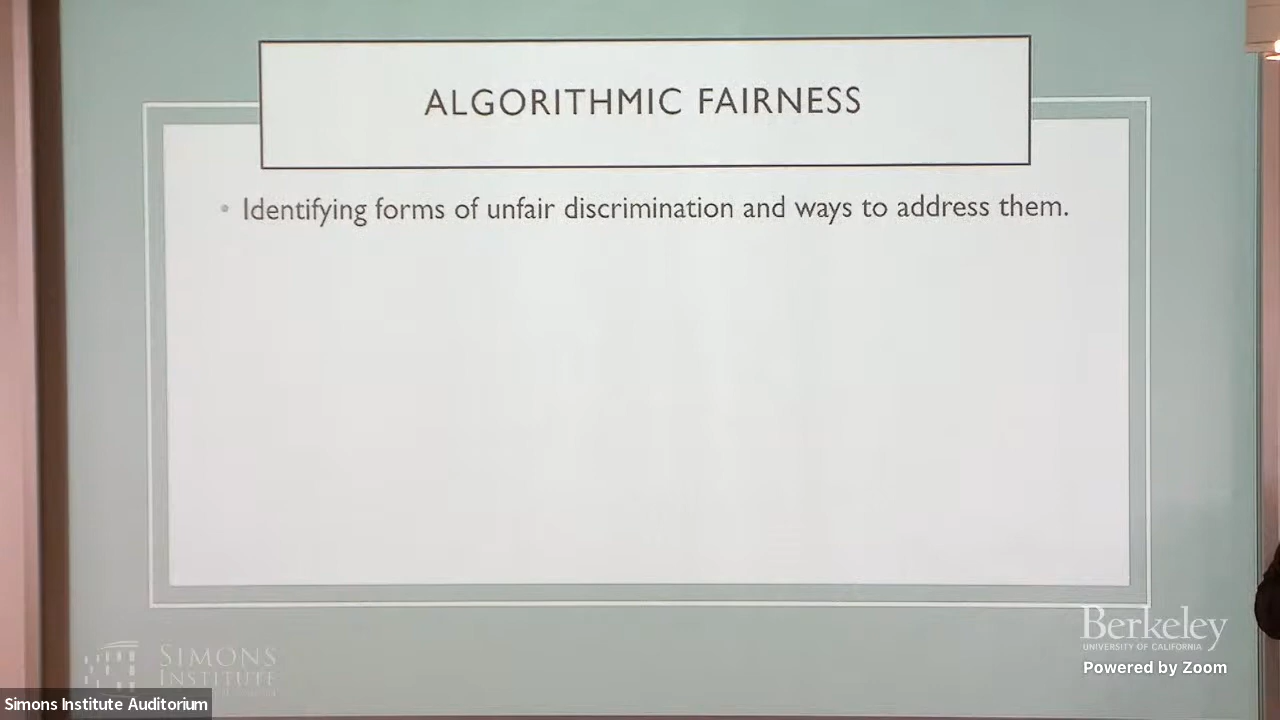 ALGORITHMIC FAIRNESS
• Identifying forms of unfair discrimination and ways to address them.
SIMONS
INSTITUTE
Berkeley
UNIVERSITY OF CALIFORNIA
Powered by Zoom
Simons Institute Auditorium